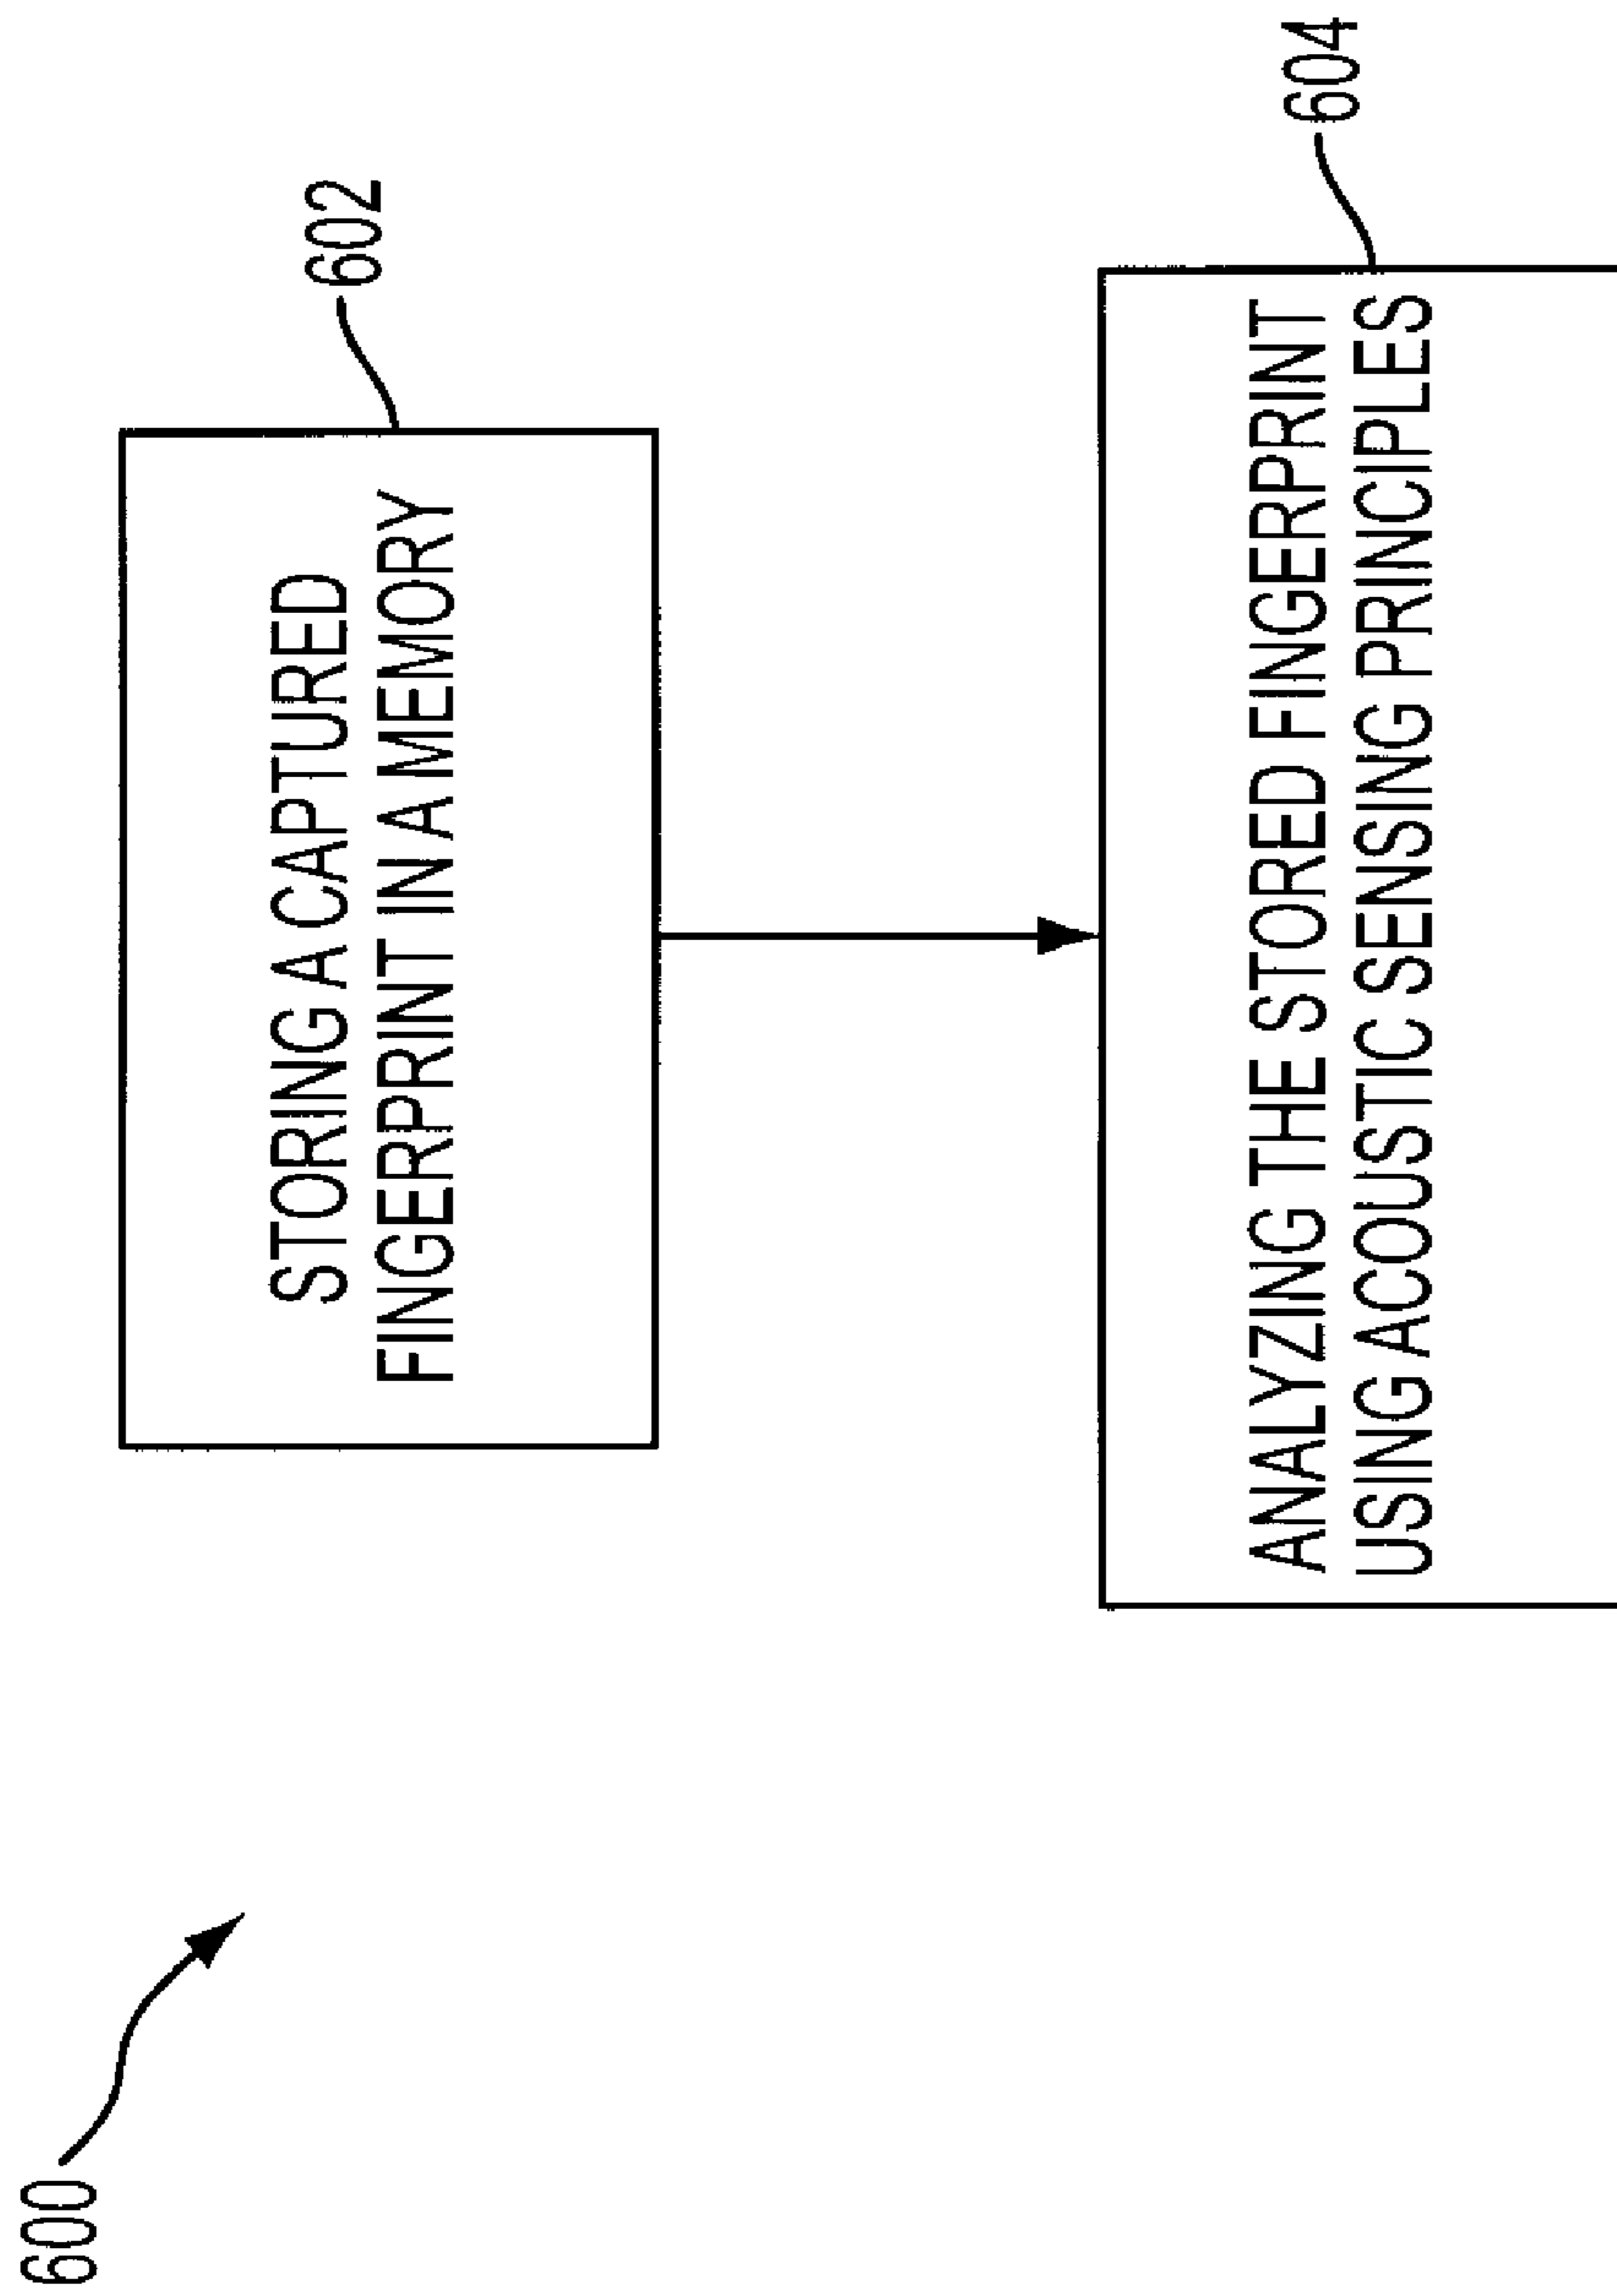 600
STORING A CAPTURED
FINGERPRINT IN A MEMORY
602
ANALYZING THE STORED FINGERPRINT
USING ACOUSTIC SENSING PRINCIPLES
604